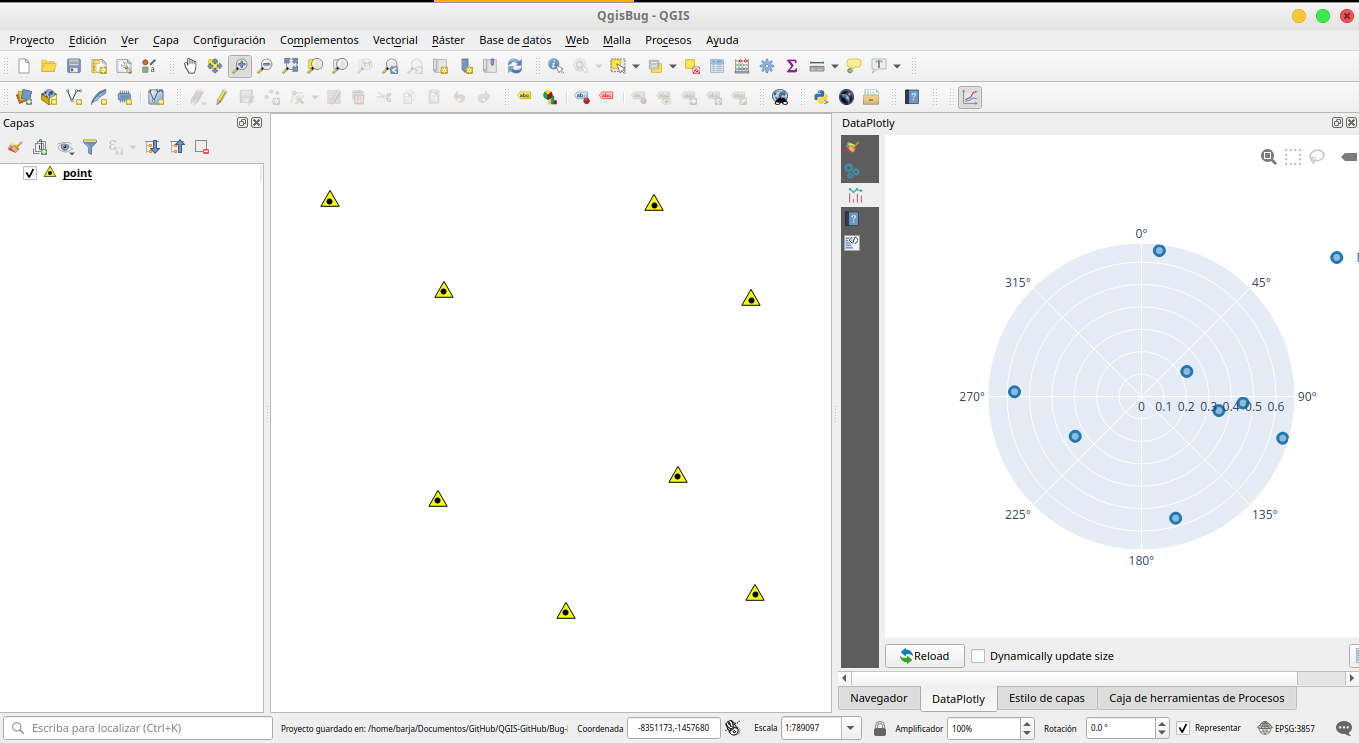 QgisBug - QGIS
Proyecto Edición Ver Capa Configuración Complementos Vectorial Ráster Base de datos Web Malla Procesos Ayuda
Capas
DataPlotly
point
0°
45°
90°
135°
180°
225°
270°
315°
0 0.1 0.2 0.3 0.4 0.5 0.6
Reload Dynamically update size
Navegador DataPlotly Estilo de capas Caja de herramientas de Procesos
Escriba para localizar (Ctrl+K) Proyecto guardado en: /home/barja/Documentos/GitHub/QGIS-GitHub/Bug- Coordenada -8351173,-1457680 Escala 1:789097 Amplificador 100% Rotación 0.0 ° Representar EPSG:3857